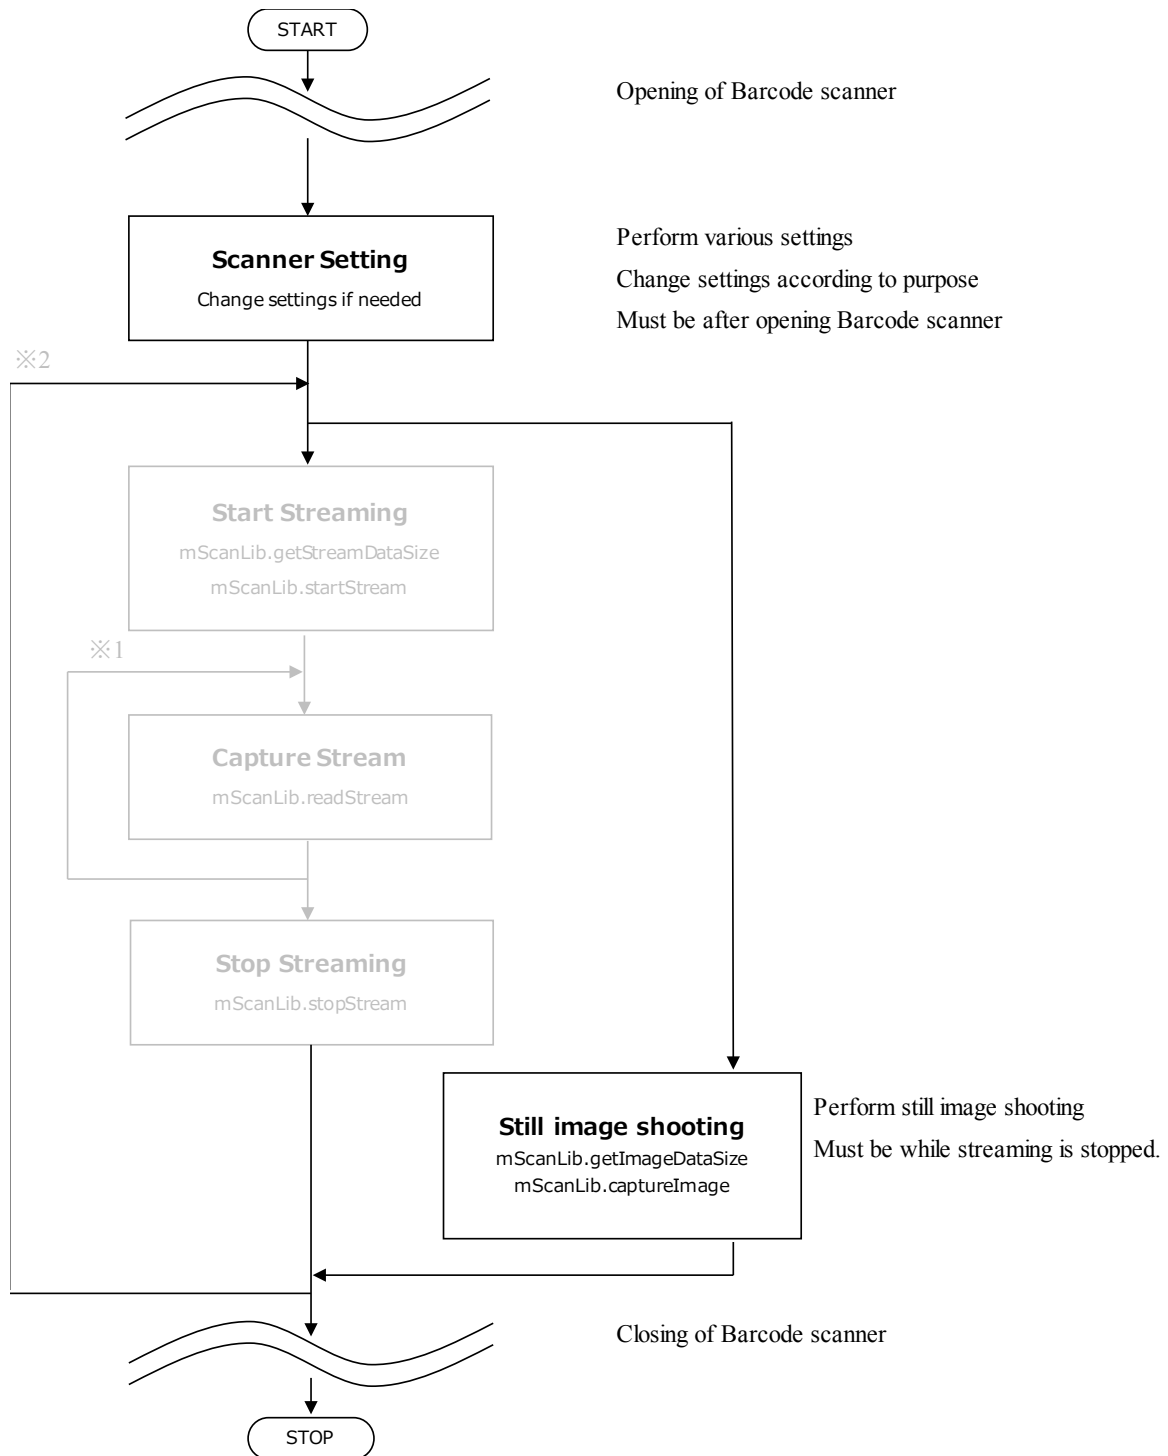 START
Opening of Barcode scanner
Scanner Setting
Change settings if needed
Perform various settings
Change settings according to purpose
Must be after opening Barcode scanner
※2
Start Streaming
mScanLib.getStreamDataSize
mScanLib.startStream
※1
Capture Stream
mScanLib.readStream
Stop Streaming
mScanLib.stopStream
Still image shooting
mScanLib.getImageDataSize
mScanLib.captureImage
Perform still image shooting
Must be while streaming is stopped.
Closing of Barcode scanner
STOP